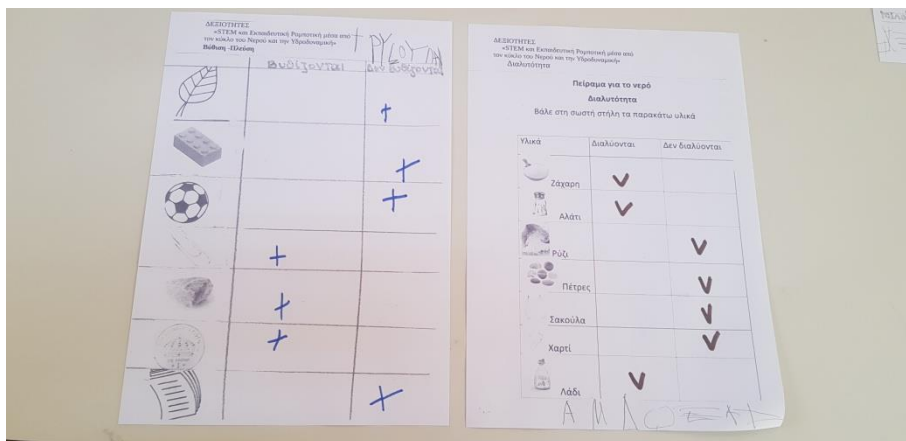 ΔΕΞΙΟΤΗΤΕΣ
«STEM και Εκπαιδευτική Ρομποτική μέσα από
τον κύκλο του Νερού και την Υδροδυναμική»
Βύθιση -Πλεύση
Βυθίζονται Δεν βυθίζονται
ΔΕΞΙΟΤΗΤΕΣ
«STEM και Εκπαιδευτική Ρομποτική μέσα από
τον κύκλο του Νερού και την Υδροδυναμική»
Διαλυτότητα
Πείραμα για το νερό
Διαλυτότητα
Βάλε στη σωστή στήλη τα παρακάτω υλικά
Υλικά Διαλύονται Δεν διαλύονται
Ζάχαρη
Αλάτι
Ρύζι
Πέτρες
Σακούλα
Χαρτί
Λάδι